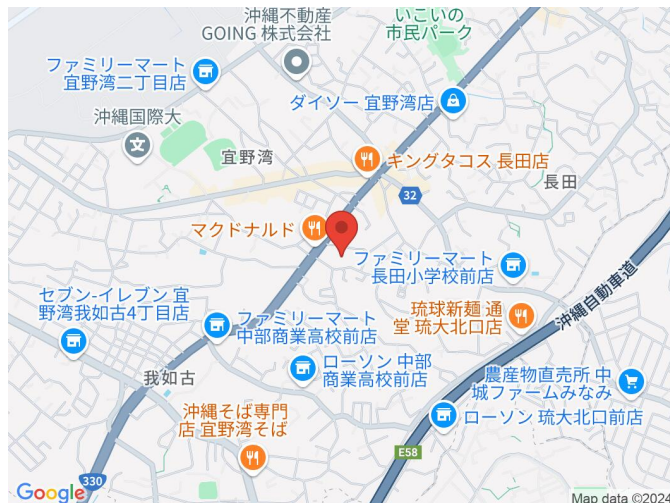 沖縄不動産
GOING 株式会社
いこいの
市民パーク
ファミリーマート
宜野湾二丁目店
ダイソー 宜野湾店
沖縄国際大
宜野湾
キングタコス 長田店
長田
32
マクドナルド
ファミリーマート
長田小学校前店
沖縄自動車道
セブン-イレブン 宜
野湾我如古4丁目店
ファミリーマート
中部商業高校前店
琉球新麺 通
堂 琉大北口店
ローソン 中部
商業高校前店
我如古
農産物直売所 中
城ファームみなみ
沖縄そば専門
店 宜野湾そば
ローソン 琉大北口前店
E58
330
Google
Map data ©2024